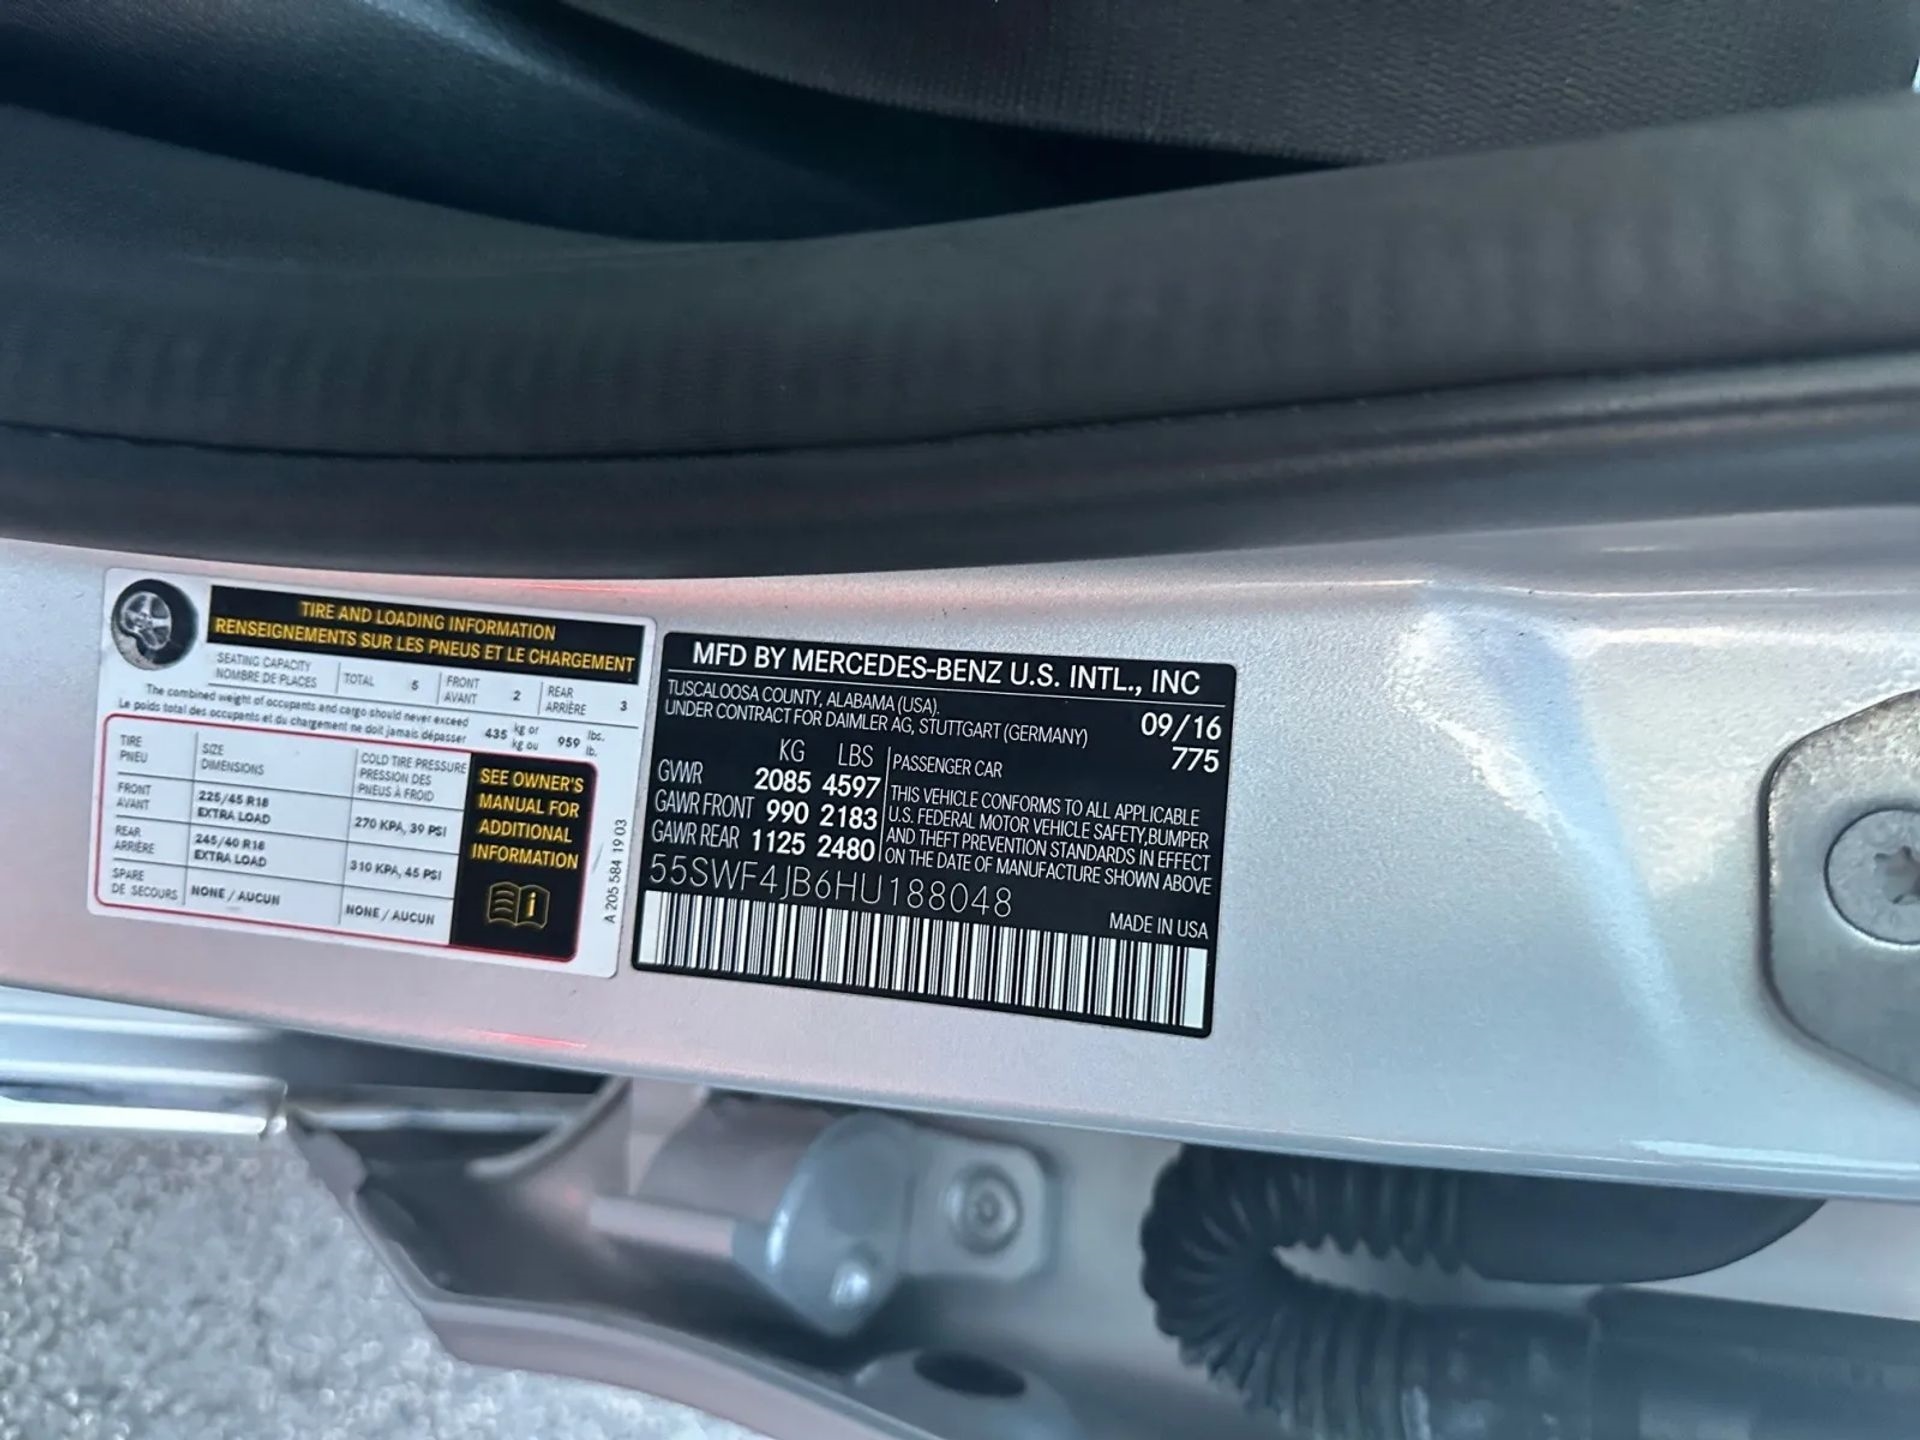 TIRE AND LOADING INFORMATION
RENSEIGNEMENTS SUR LES PNEUS ET LE CHARGEMENT
SEATING CAPACITY
NOMBRE DE PLACES
TOTAL 5
FRONT
AVANT 2
REAR
ARRIÈRE 3
The combined weight of occupants and cargo should never exceed
Le poids total des occupants et du chargement ne doit jamais dépasser
435 kg or
kg ou
959 lbs.
lb.
TIRE
PNEU
SIZE
DIMENSIONS
COLD TIRE PRESSURE
PRESSION DES
PNEUS À FROID
FRONT
AVANT
225/45 R18
EXTRA LOAD
270 KPA, 39 PSI
REAR
ARRIÈRE
245/40 R18
EXTRA LOAD
310 KPA, 45 PSI
SPARE
DE SECOURS
NONE / AUCUN
NONE / AUCUN
SEE OWNER'S
MANUAL FOR
ADDITIONAL
INFORMATION
i
A 205 584 19 03
MFD BY MERCEDES-BENZ U.S. INTL., INC
TUSCALOOSA COUNTY, ALABAMA (USA).
UNDER CONTRACT FOR DAIMLER AG, STUTTGART (GERMANY)
09/16
775
KG LBS
GVWR 2085 4597
GAWR FRONT 990 2183
GAWR REAR 1125 2480
PASSENGER CAR
THIS VEHICLE CONFORMS TO ALL APPLICABLE
U.S. FEDERAL MOTOR VEHICLE SAFETY,BUMPER
AND THEFT PREVENTION STANDARDS IN EFFECT
ON THE DATE OF MANUFACTURE SHOWN ABOVE
55SWF4JB6HU188048
MADE IN USA